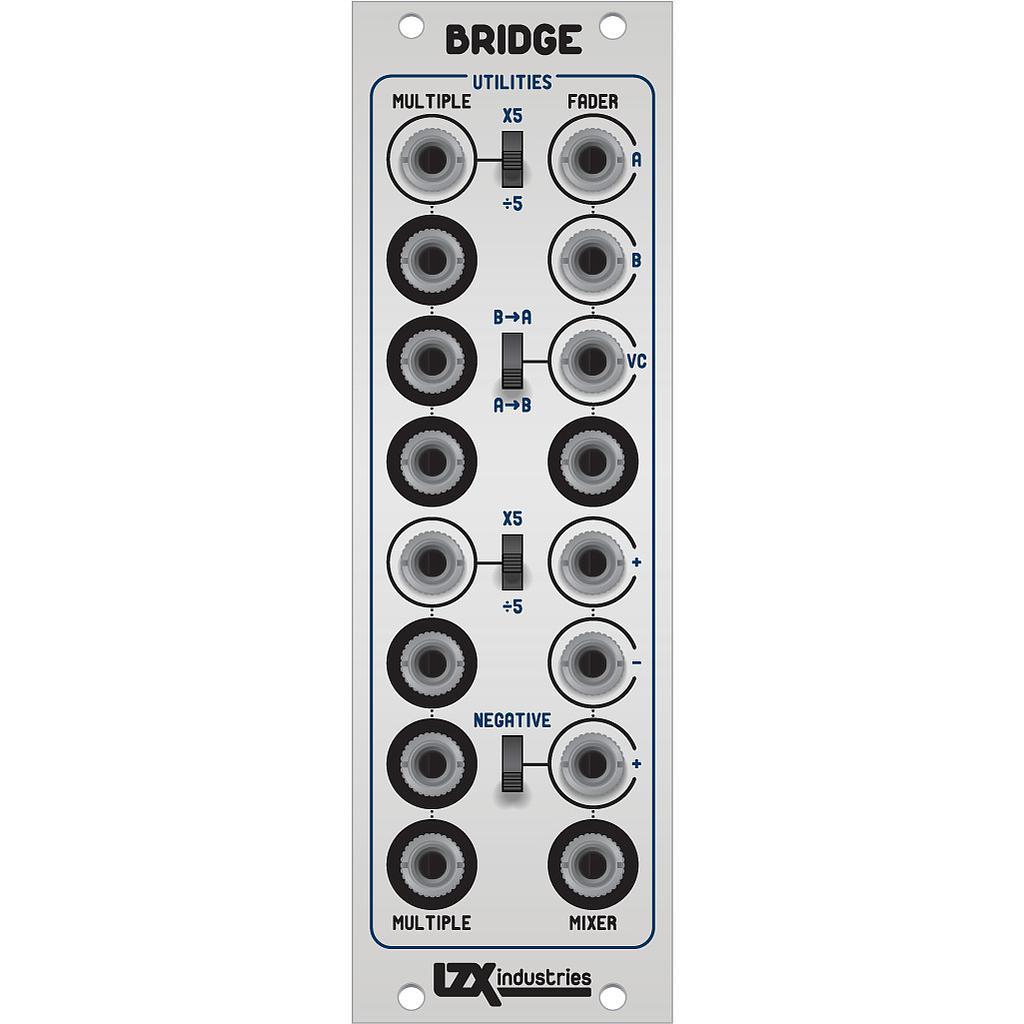 BRIDGE
UTILITIES
MULTIPLE FADER
X5
A
÷5
B
B→A
VC
A→B
X5
+
÷5
-
NEGATIVE
+
MULTIPLE MIXER
LZX industries